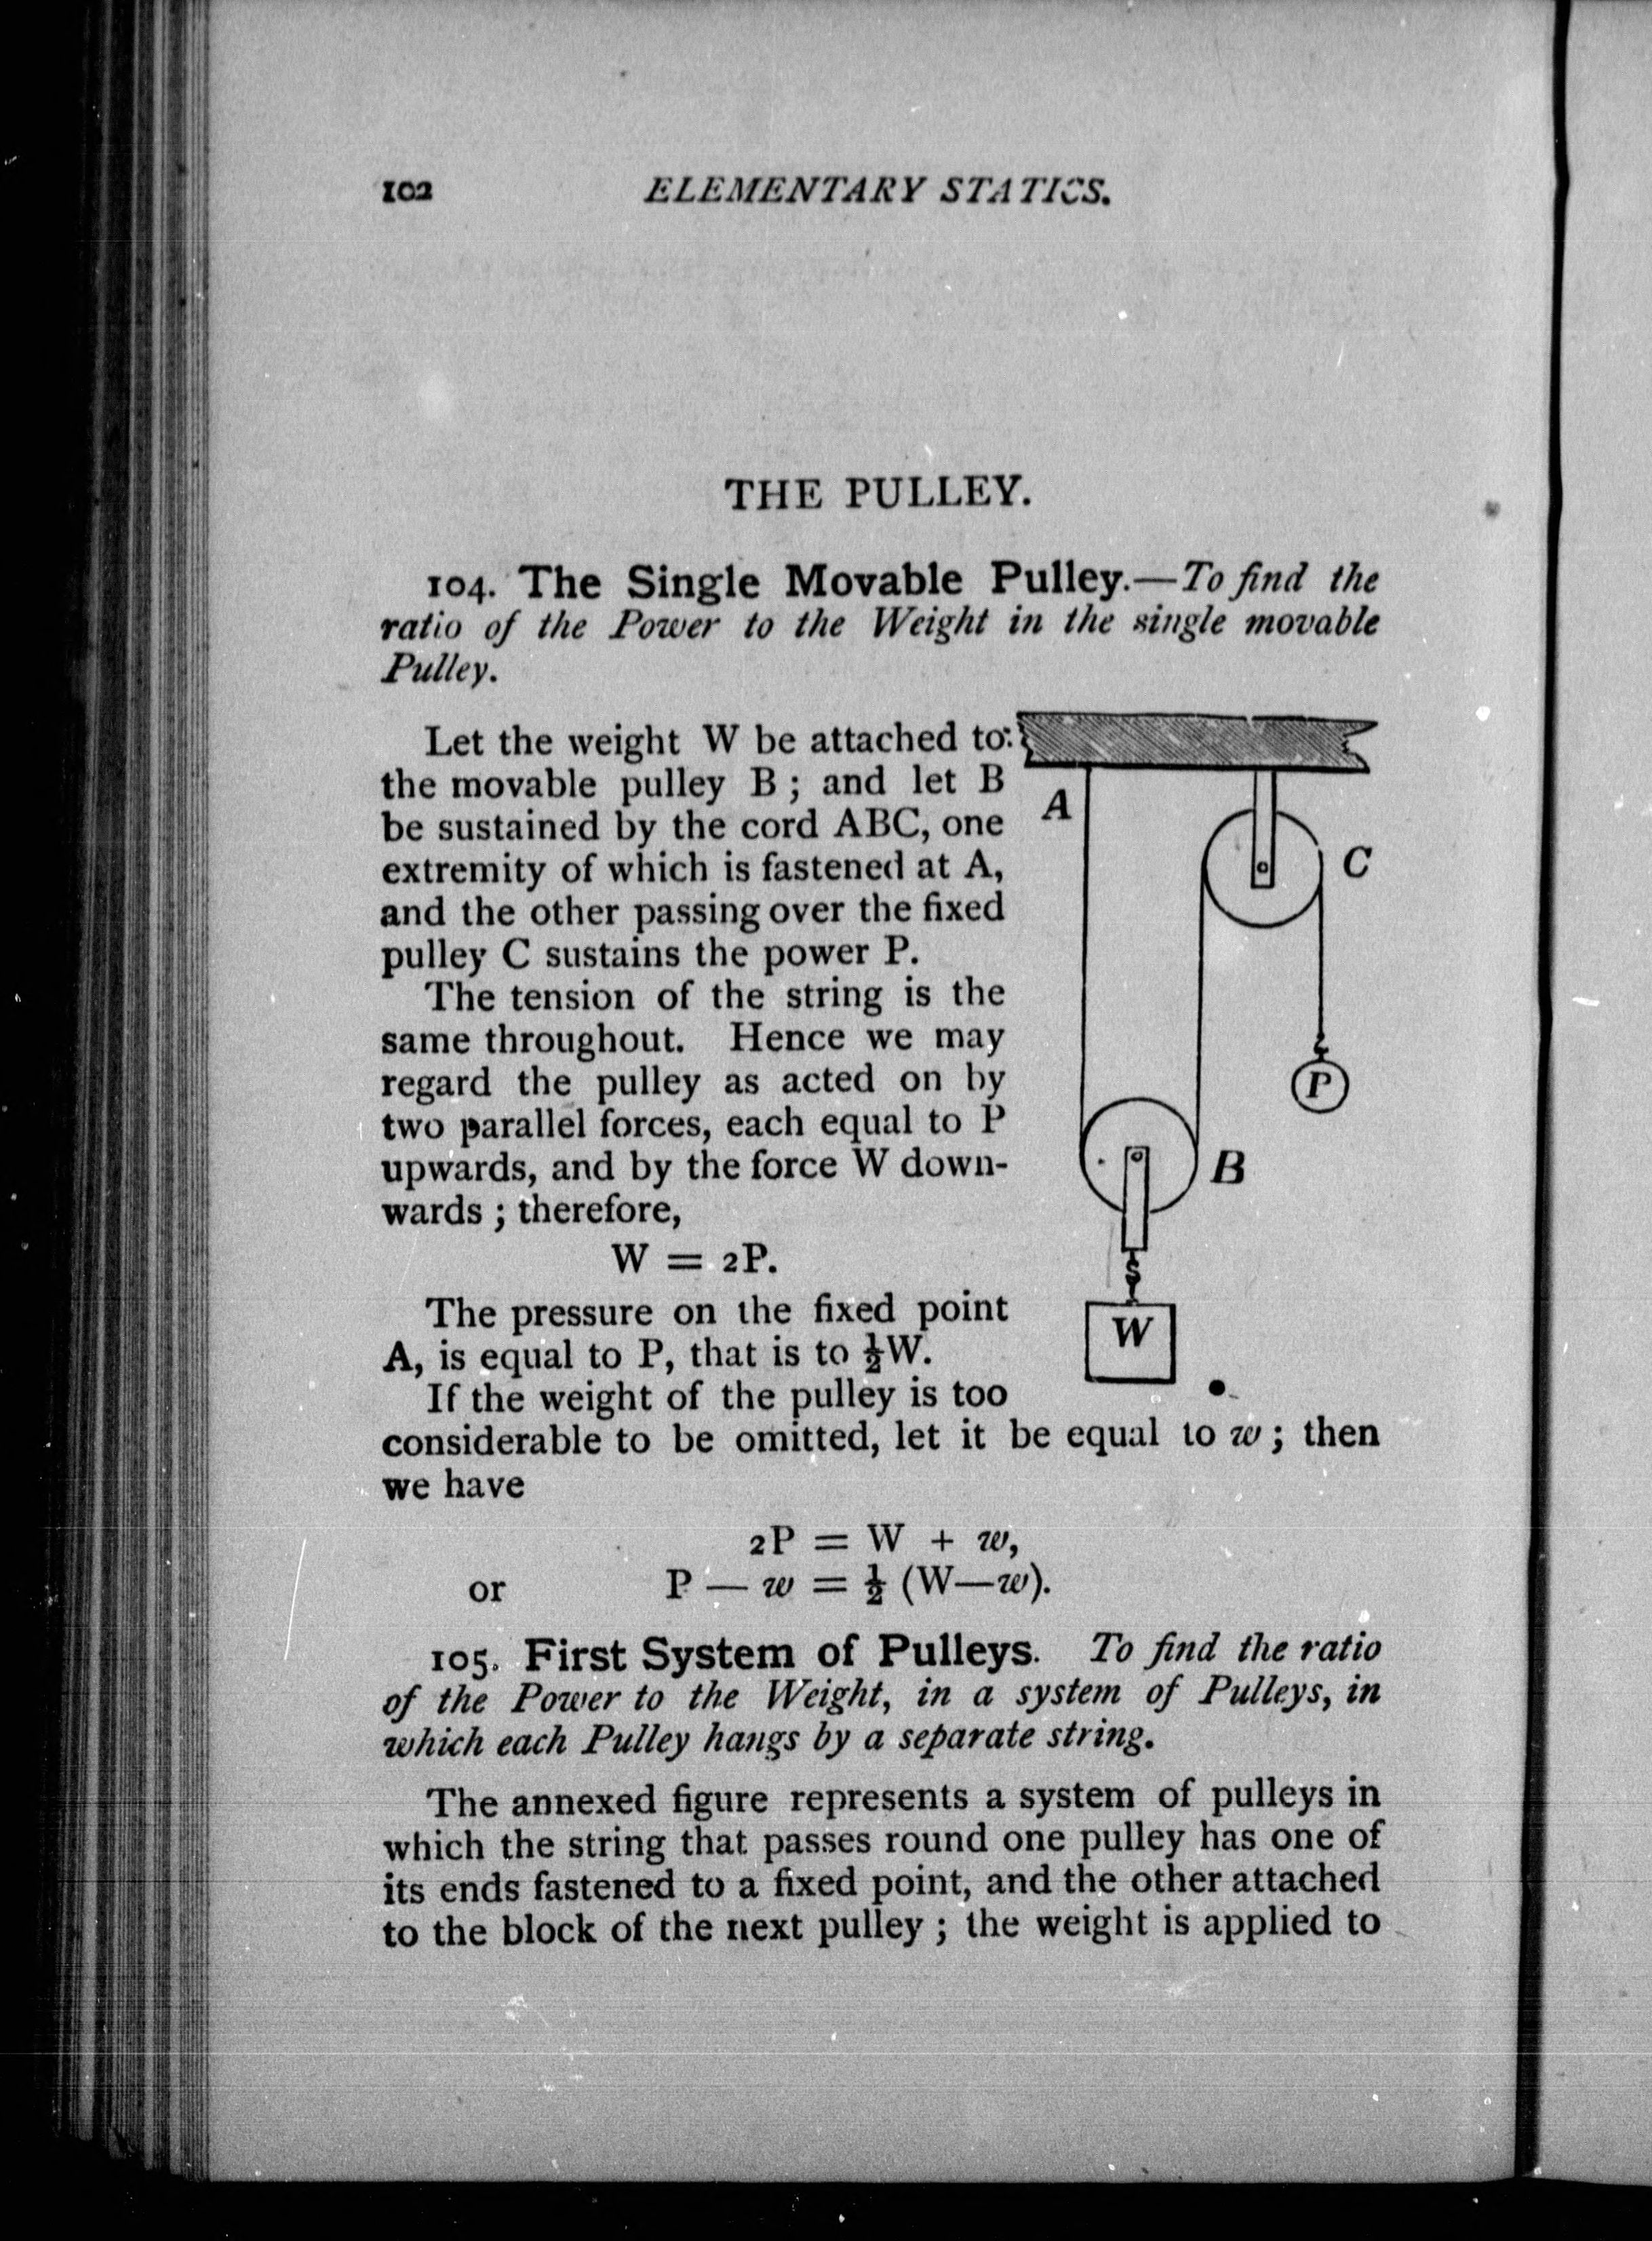 102 ELEMENTARY STATICS.
THE PULLEY.
104. The Single Movable Pulley.—To find the
ratio of the Power to the Weight in the single movable
Pulley.
Let the weight W be attached to
the movable pulley B ; and let B
be sustained by the cord ABC, one
extremity of which is fastened at A,
and the other passing over the fixed
pulley C sustains the power P.
The tension of the string is the
same throughout. Hence we may
regard the pulley as acted on by
two parallel forces, each equal to P
upwards, and by the force W down-
wards ; therefore,
W = 2P.
The pressure on the fixed point
A, is equal to P, that is to ½W.
If the weight of the pulley is too
considerable to be omitted, let it be equal to w ; then
we have
2P = W + w,
or P — w = ½ (W—w).
A
C
P
B
W
105. First System of Pulleys. To find the ratio
of the Power to the Weight, in a system of Pulleys, in
which each Pulley hangs by a separate string.
The annexed figure represents a system of pulleys in
which the string that passes round one pulley has one of
its ends fastened to a fixed point, and the other attached
to the block of the next pulley ; the weight is applied to